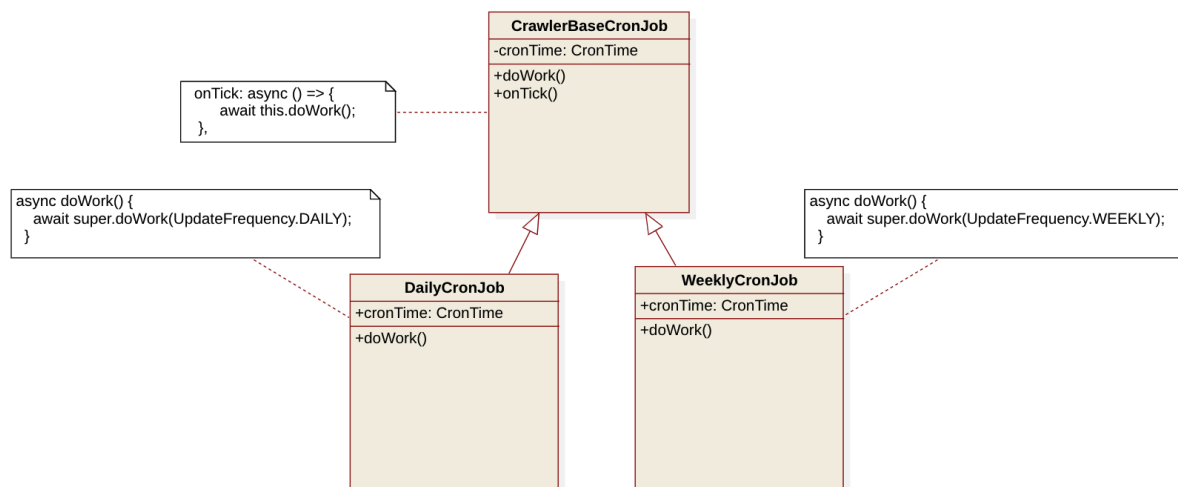 CrawlerBaseCronJob
-cronTime: CronTime
+doWork()
+onTick()
onTick: async () => {
await this.doWork();
},
async doWork() {
await super.doWork(UpdateFrequency.DAILY);
}
async doWork() {
await super.doWork(UpdateFrequency.WEEKLY);
}
DailyCronJob
+cronTime: CronTime
+doWork()
WeeklyCronJob
+cronTime: CronTime
+doWork()